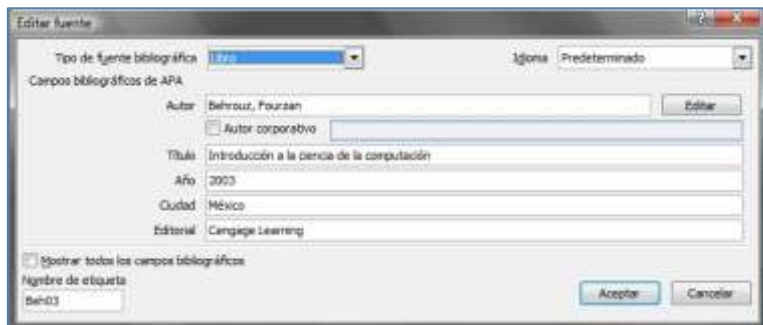 Editar fuente
Tipo de fuente bibliográfica Libro Idioma Predeterminado
Campos bibliográficos de APA
Autor Behrouz, Fourzan Editar
Autor corporativo
Título Introducción a la ciencia de la computación
Año 2003
Ciudad México
Editorial Cengage Learning
Mostrar todos los campos bibliográficos
Nombre de etiqueta
Beh03 Aceptar Cancelar